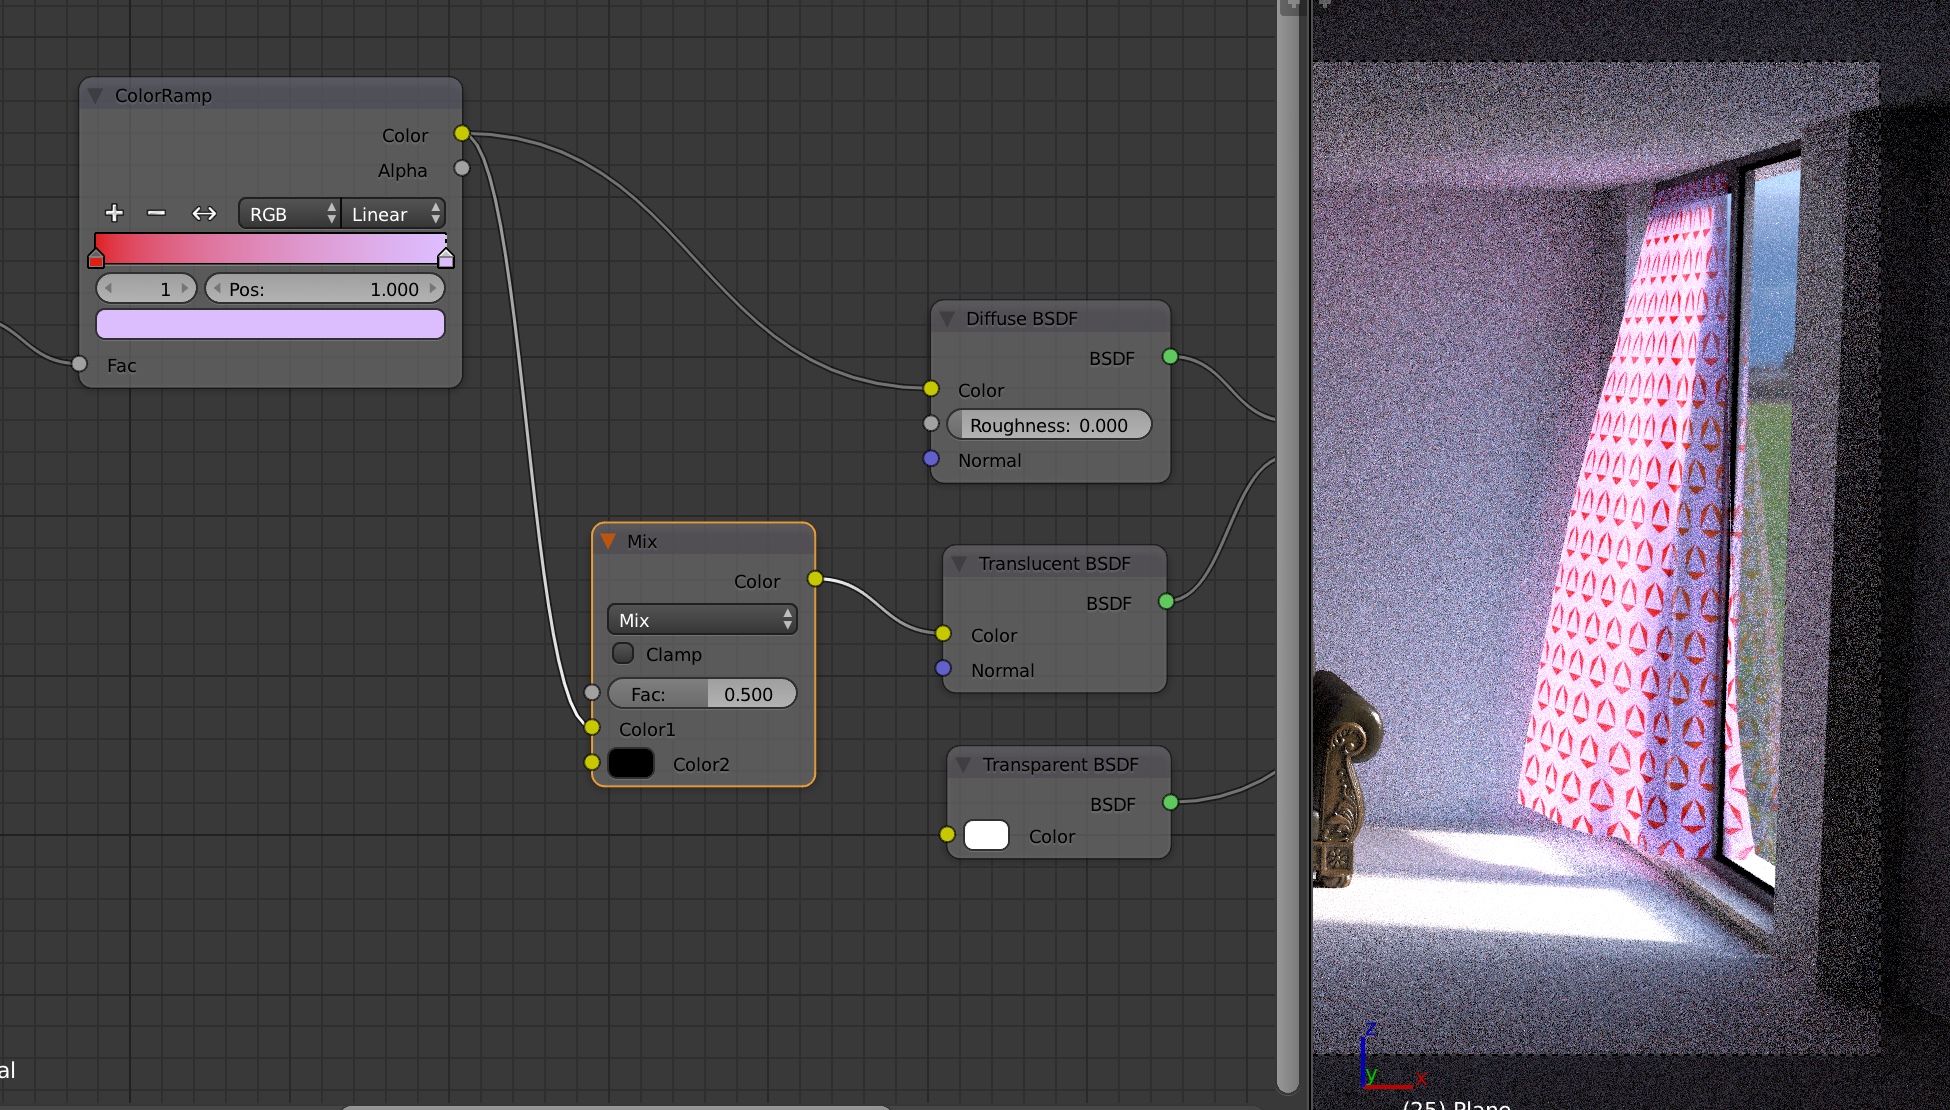 ColorRamp
Color
Alpha
RGB Linear
1 Pos: 1.000
Fac
Diffuse BSDF
BSDF
Color
Roughness: 0.000
Normal
Mix
Color
Mix
Clamp
Fac: 0.500
Color1
Color2
Translucent BSDF
BSDF
Color
Normal
Transparent BSDF
BSDF
Color
al
z
y x
(25) Plane